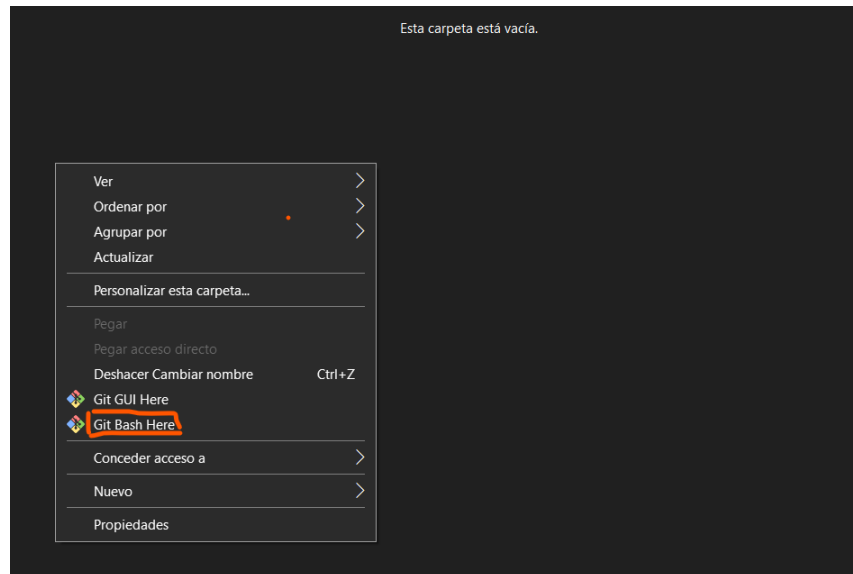 Esta carpeta está vacía.
Ver
Ordenar por
Agrupar por
Actualizar
Personalizar esta carpeta...
Pegar
Pegar acceso directo
Deshacer Cambiar nombre Ctrl+Z
Git GUI Here
Git Bash Here
Conceder acceso a
Nuevo
Propiedades